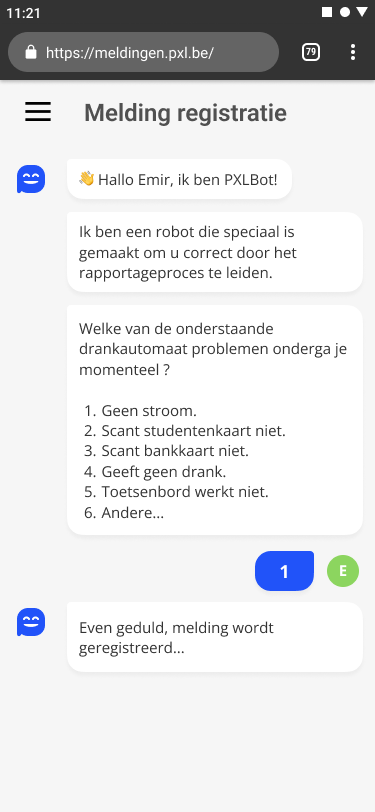 11:21
https://meldingen.pxl.be/
79
Melding registratie
👋 Hallo Emir, ik ben PXLBot!
Ik ben een robot die speciaal is
gemaakt om u correct door het
rapportageproces te leiden.
Welke van de onderstaande
drankautomaat problemen onderga je
momenteel ?
1. Geen stroom.
2. Scant studentenkaart niet.
3. Scant bankkaart niet.
4. Geeft geen drank.
5. Toetsenbord werkt niet.
6. Andere...
1
E
Even geduld, melding wordt
geregistreerd...